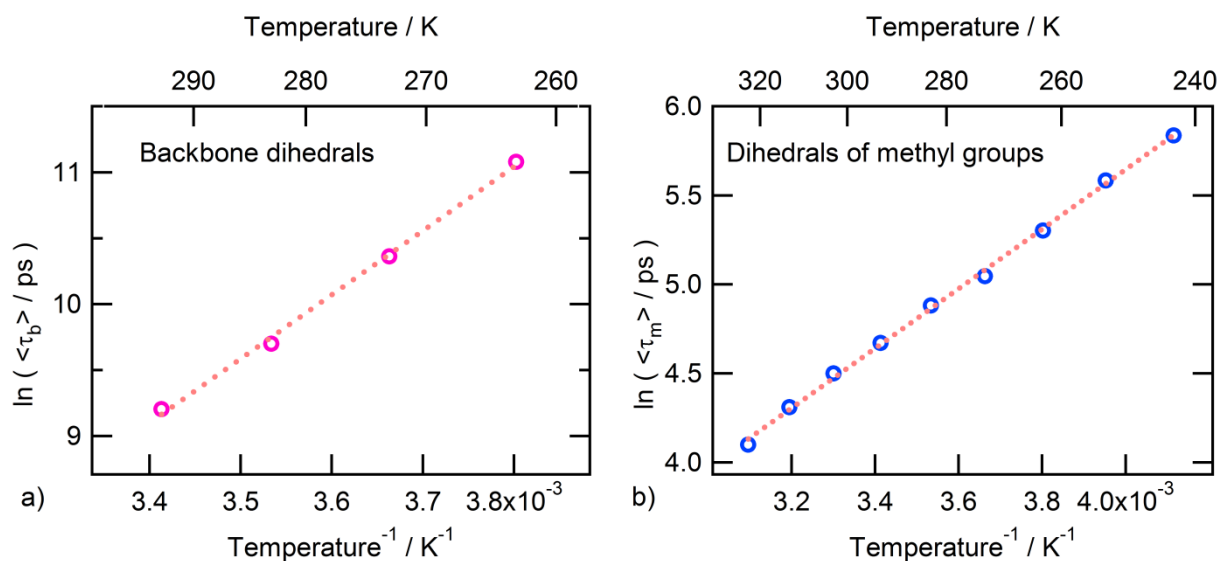 Temperature / K
290 280 270 260
Backbone dihedrals
11
10
9
ln ( <τb> / ps )
3.4 3.5 3.6 3.7 3.8x10-3
a)
Temperature-1 / K-1
Temperature / K
320 300 280 260 240
Dihedrals of methyl groups
6.0
5.5
5.0
4.5
4.0
ln ( <τm> / ps )
3.2 3.4 3.6 3.8 4.0x10-3
b)
Temperature-1 / K-1